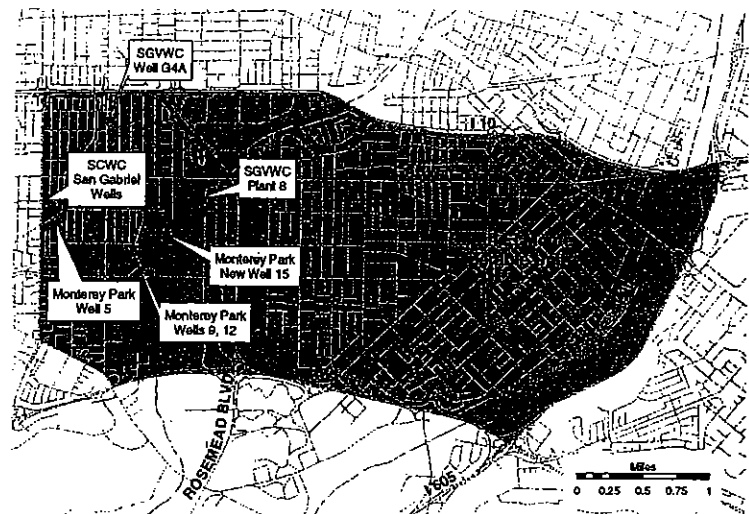 SGVWC
Well G4A
I-10
SCWC
San Gabriel
Wells
SGVWC
Plant 8
Monterey Park
New Well 15
Monterey Park
Well 5
Monterey Park
Wells 9, 12
ROSEMEAD BLVD
I-605
Miles
0 0.25 0.5 0.75 1